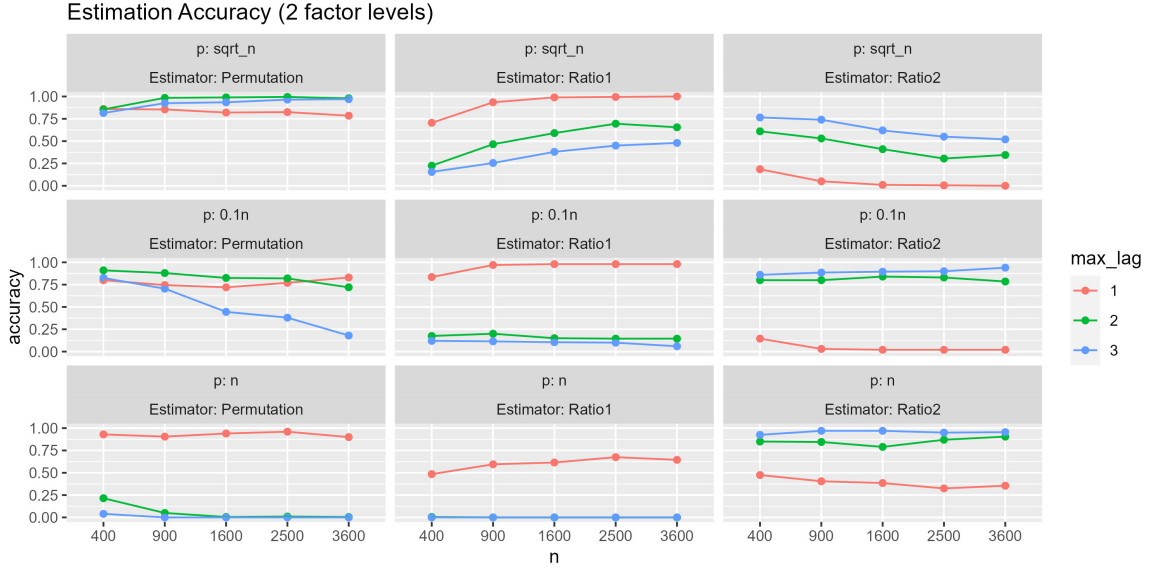 Estimation Accuracy (2 factor levels)
p: sqrt_n
Estimator: Permutation
p: sqrt_n
Estimator: Ratio1
p: sqrt_n
Estimator: Ratio2
1.00
0.75
0.50
0.25
0.00
p: 0.1n
Estimator: Permutation
p: 0.1n
Estimator: Ratio1
p: 0.1n
Estimator: Ratio2
1.00
0.75
0.50
0.25
0.00
p: n
Estimator: Permutation
p: n
Estimator: Ratio1
p: n
Estimator: Ratio2
1.00
0.75
0.50
0.25
0.00
400 900 1600 2500 3600
400 900 1600 2500 3600
400 900 1600 2500 3600
n
accuracy
max_lag
1
2
3